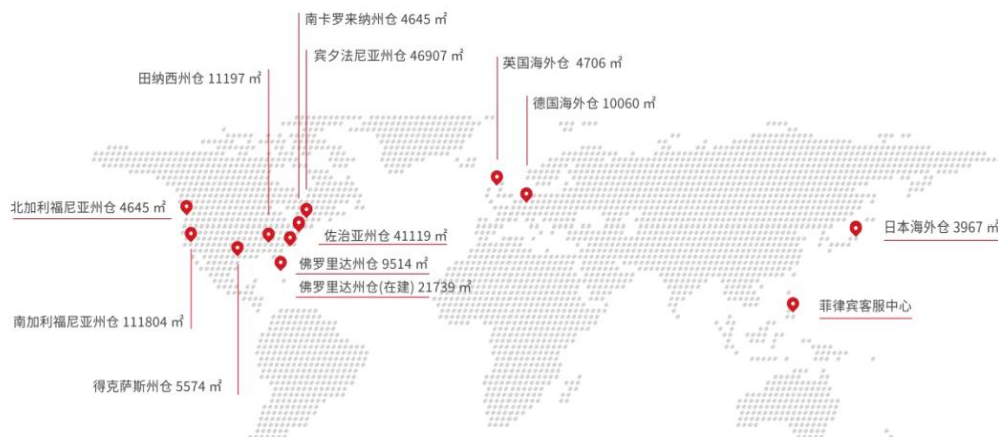 南卡罗来纳州仓 4645 ㎡
宾夕法尼亚州仓 46907 ㎡
田纳西州仓 11197 ㎡
英国海外仓 4706 ㎡
德国海外仓 10060 ㎡
北加利福尼亚州仓 4645 ㎡
佐治亚州仓 41119 ㎡
日本海外仓 3967 ㎡
佛罗里达州仓 9514 ㎡
佛罗里达州仓(在建) 21739 ㎡
菲律宾客服中心
南加利福尼亚州仓 111804 ㎡
得克萨斯州仓 5574 ㎡